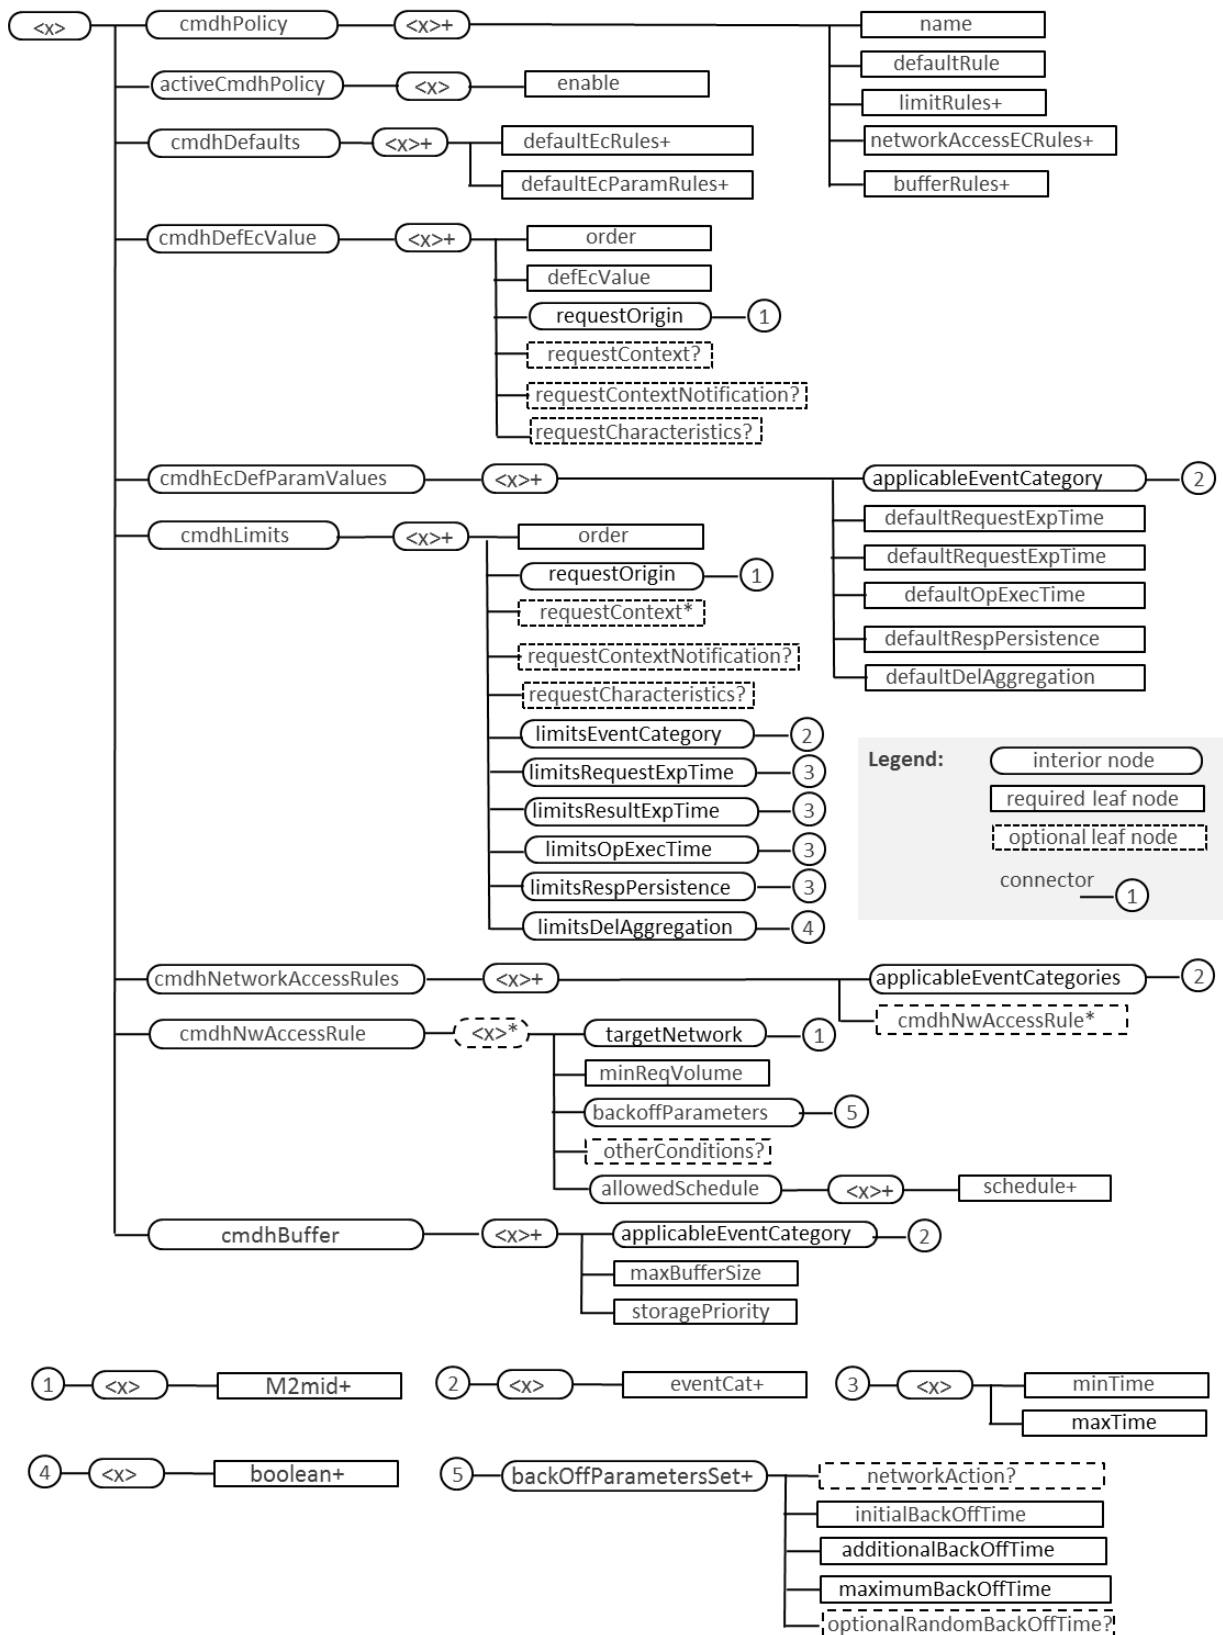 <x> cmdhPolicy <x>+ name
defaultRule
activeCmdhPolicy <x> enable
limitRules+
cmdhDefaults <x>+ defaultEcRules+ networkAccessECRules+
defaultEcParamRules+ bufferRules+
cmdhDefEcValue <x>+ order
defEcValue
requestOrigin 1
requestContext?
requestContextNotification?
requestCharacteristics?
cmdhEcDefParamValues <x>+ applicableEventCategory 2
defaultRequestExpTime
cmdhLimits <x>+ order
defaultRequestExpTime
requestOrigin 1
defaultOpExecTime
requestContext*
defaultRespPersistence
requestContextNotification?
defaultDelAggregation
requestCharacteristics?
limitsEventCategory 2
Legend: interior node
limitsRequestExpTime 3
required leaf node
limitsResultExpTime 3
optional leaf node
limitsOpExecTime 3
connector
limitsRespPersistence 3
1
limitsDelAggregation 4
cmdhNetworkAccessRules <x>+ applicableEventCategories 2
cmdhNwAccessRule*
cmdhNwAccessRule <x>* targetNetwork 1
minReqVolume
backoffParameters 5
otherConditions?
allowedSchedule <x>+ schedule+
cmdhBuffer <x>+ applicableEventCategory 2
maxBufferSize
storagePriority
1 <x> M2mid+ 2 <x> eventCat+ 3 <x> minTime
maxTime
4 <x> boolean+ 5 backOffParametersSet+ networkAction?
initialBackOffTime
additionalBackOffTime
maximumBackOffTime
optionalRandomBackOffTime?